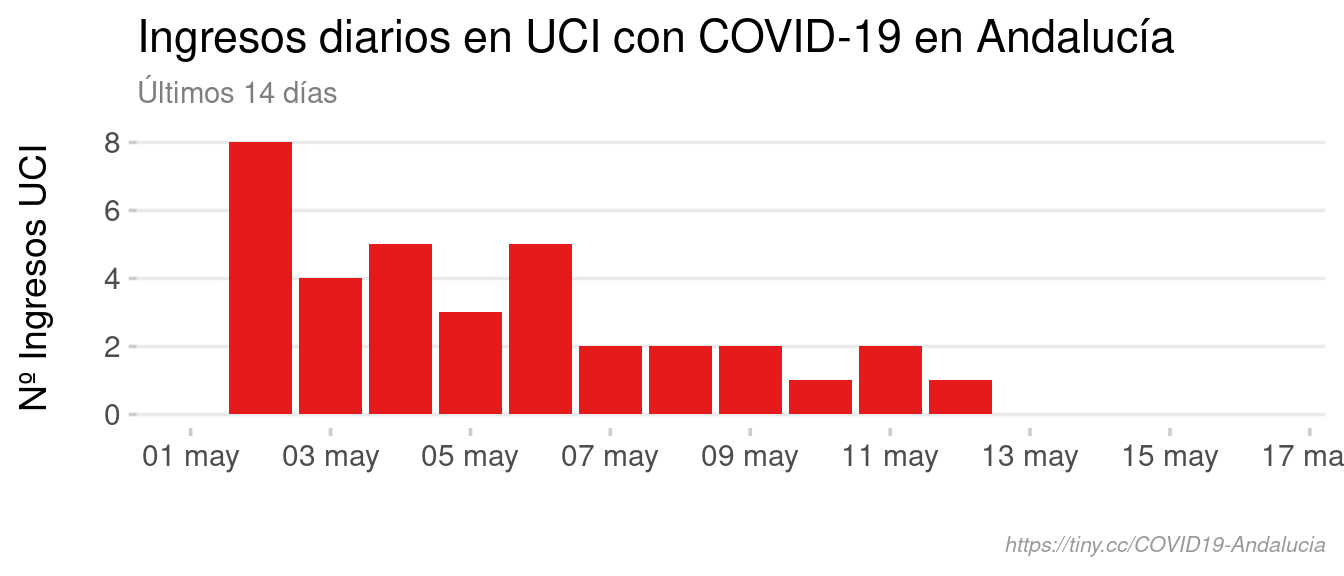 Ingresos diarios en UCI con COVID-19 en Andalucía
Últimos 14 días
Nº Ingresos UCI
8
6
4
2
0
01 may 03 may 05 may 07 may 09 may 11 may 13 may 15 may 17 ma
https://tiny.cc/COVID19-Andalucia